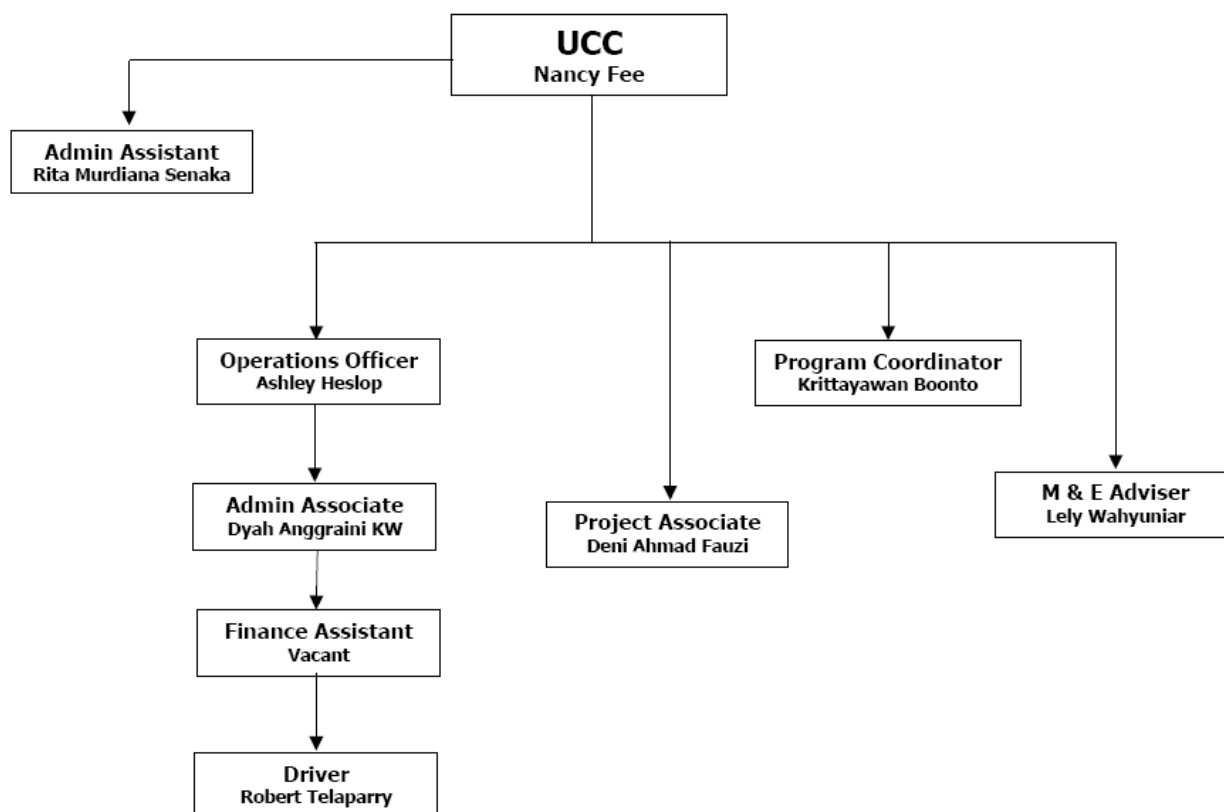 UCC
Nancy Fee
Admin Assistant
Rita Murdiana Senaka
Operations Officer
Ashley Heslop
Program Coordinator
Krittayawan Boonto
Admin Associate
Dyah Anggraini KW
Project Associate
Deni Ahmad Fauzi
M & E Adviser
Lely Wahyuniar
Finance Assistant
Vacant
Driver
Robert Telaparry